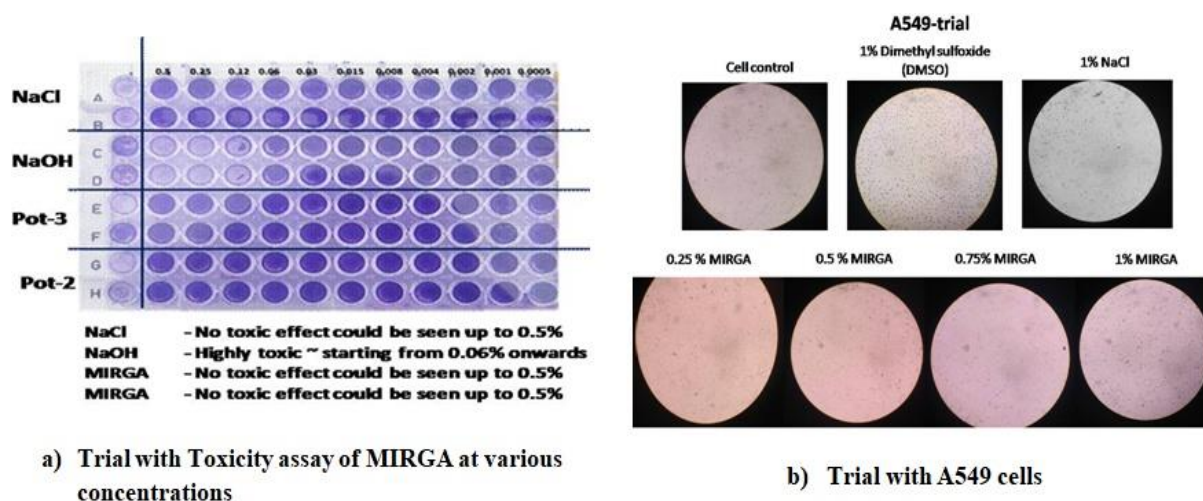 0.5 0.25 0.12 0.06 0.03 0.015 0.008 0.004 0.002 0.001 0.0005
NaCl
A
B
NaOH
C
D
Pot-3
E
F
Pot-2
G
H
NaCl - No toxic effect could be seen up to 0.5%
NaOH - Highly toxic ~ starting from 0.06% onwards
MIRGA - No toxic effect could be seen up to 0.5%
MIRGA - No toxic effect could be seen up to 0.5%
a) Trial with Toxicity assay of MIRGA at various
concentrations
A549-trial
Cell control
1% Dimethyl sulfoxide
(DMSO)
1% NaCl
0.25 % MIRGA
0.5 % MIRGA
0.75% MIRGA
1% MIRGA
b) Trial with A549 cells